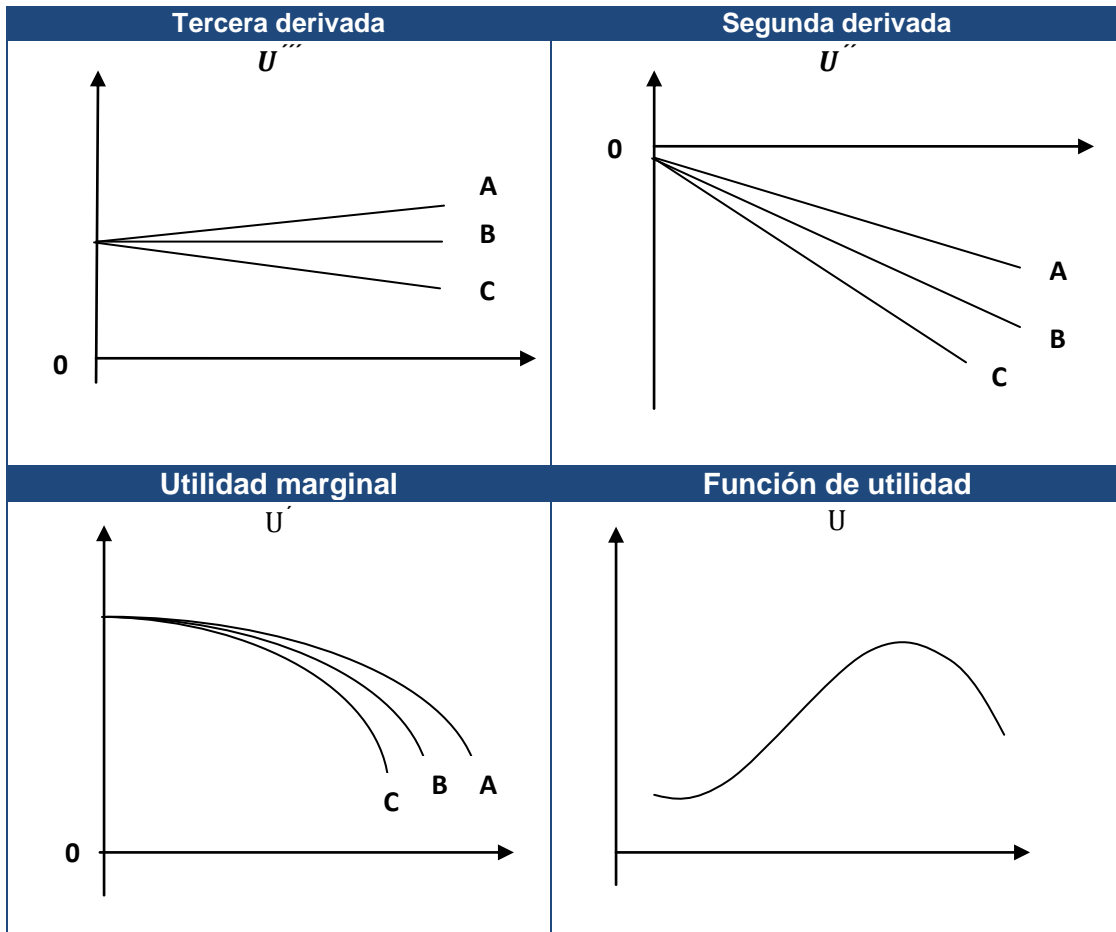 Tercera derivada
Segunda derivada
U´´´
U´´
A
B
C
0
0
A
B
C
Utilidad marginal
Función de utilidad
U´
U
C
B
A
0